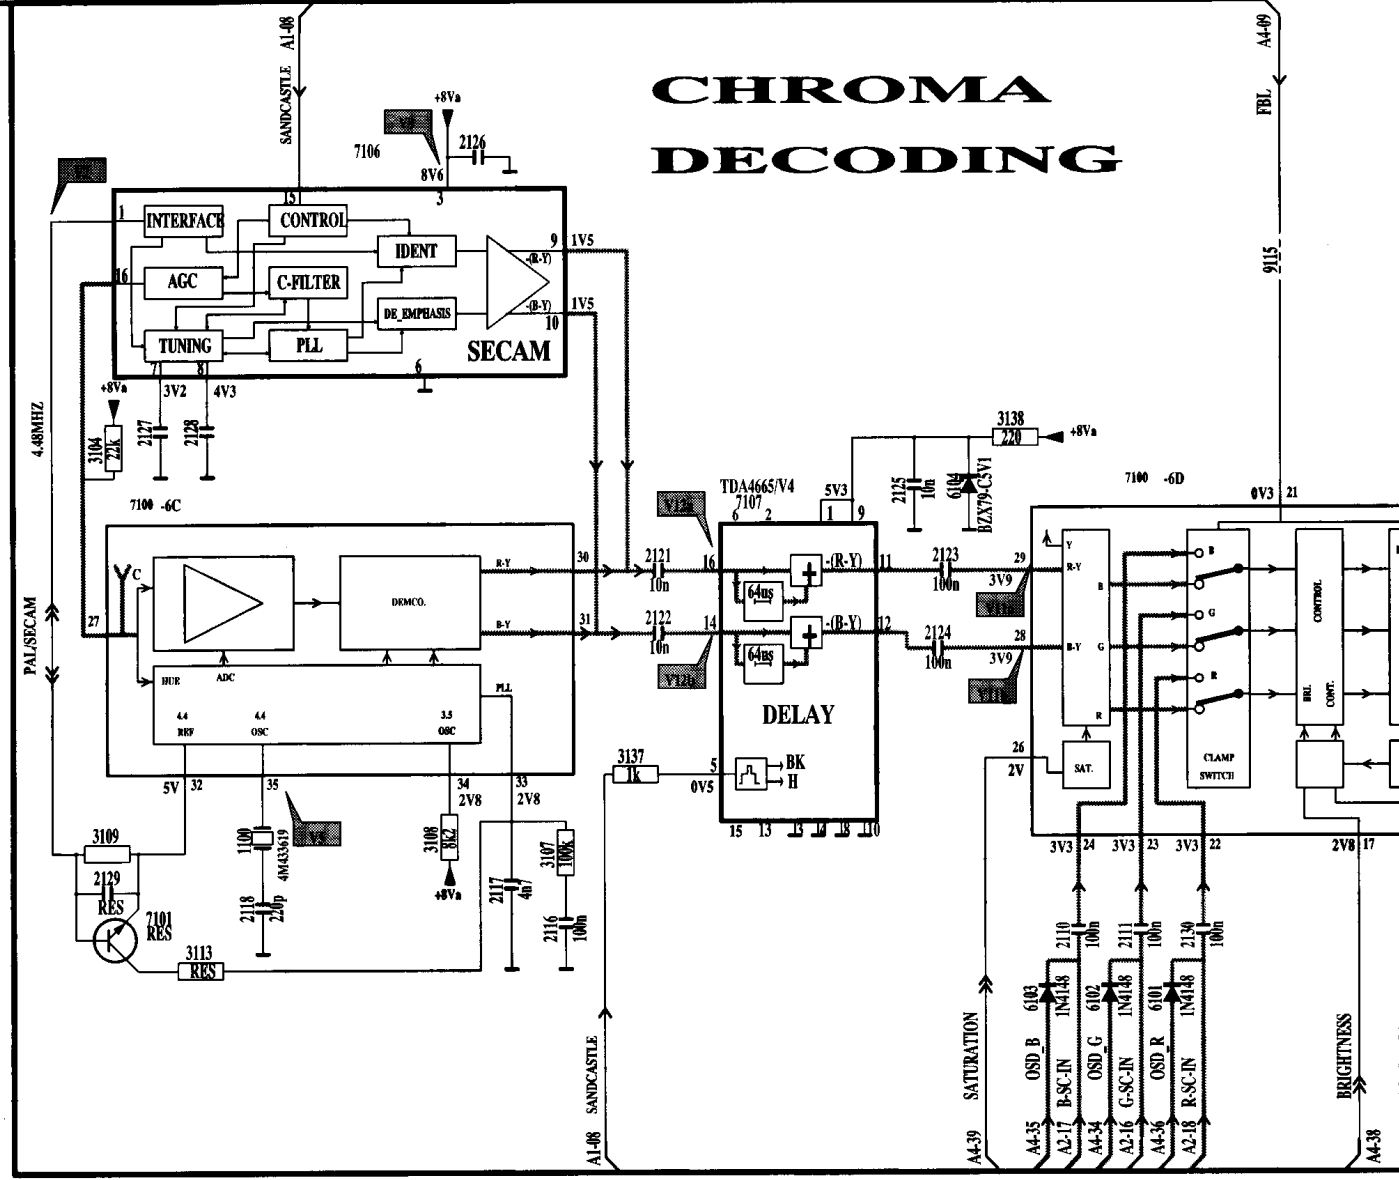 A1-08
SANDCASTLE
A4-09
FBL
9115
CHROMA
DECODING
+8Va
7106
2126
8V6
15
3
1
INTERFACE
CONTROL
IDENT
16
AGC
C-FILTER
DE_EMPHASIS
TUNING
PLL
SECAM
9
1V5
-(R-Y)
-(B-Y)
1V5
10
7
8
6
3V2
4V3
+8Va
3104
22k
2127
2128
4.48MHZ
PAL/SECAM
7100 -6C
27
C
DEMCO.
R-Y
B-Y
30
31
HUE
ADC
PLL
4.4
REF
4.4
OSC
3.5
OSC
5V
32
35
34
2V8
33
2V8
V3
3109
2129
RES
7101
RES
3113
RES
1100
4M433619
2118
220p
3108
8k2
+8Va
2117
4n7
3107
100k
2116
100n
2121
10n
2122
10n
V12a
TDA4665/V4
7107
6
2
5V3
1
9
16
64us
-(R-Y)
11
14
64us
-(B-Y)
12
DELAY
3137
1k
5
0V5
BK
H
15
13
3
4
8
10
SANDCASTLE
A1-08
3138
220
+8Va
2125
10n
6104
BZX79-C5V1
2123
100n
2124
100n
7100 -6D
0V3
21
29
3V9
28
3V9
Y
R-Y
B
B-Y
G
R
B
G
R
CONTROL
BRI.
CONT.
26
2V
SAT.
CLAMP
SWITCH
3V3
24
3V3
23
3V3
22
2V8
17
2110
100n
2111
100n
2130
100n
6103
1N4148
6102
1N4148
6101
1N4148
SATURATION
OSD_B
B-SC-IN
OSD_G
G-SC-IN
OSD_R
R-SC-IN
BRIGHTNESS
A4-39
A4-35
A2-17
A4-34
A2-16
A4-36
A2-18
A4-38